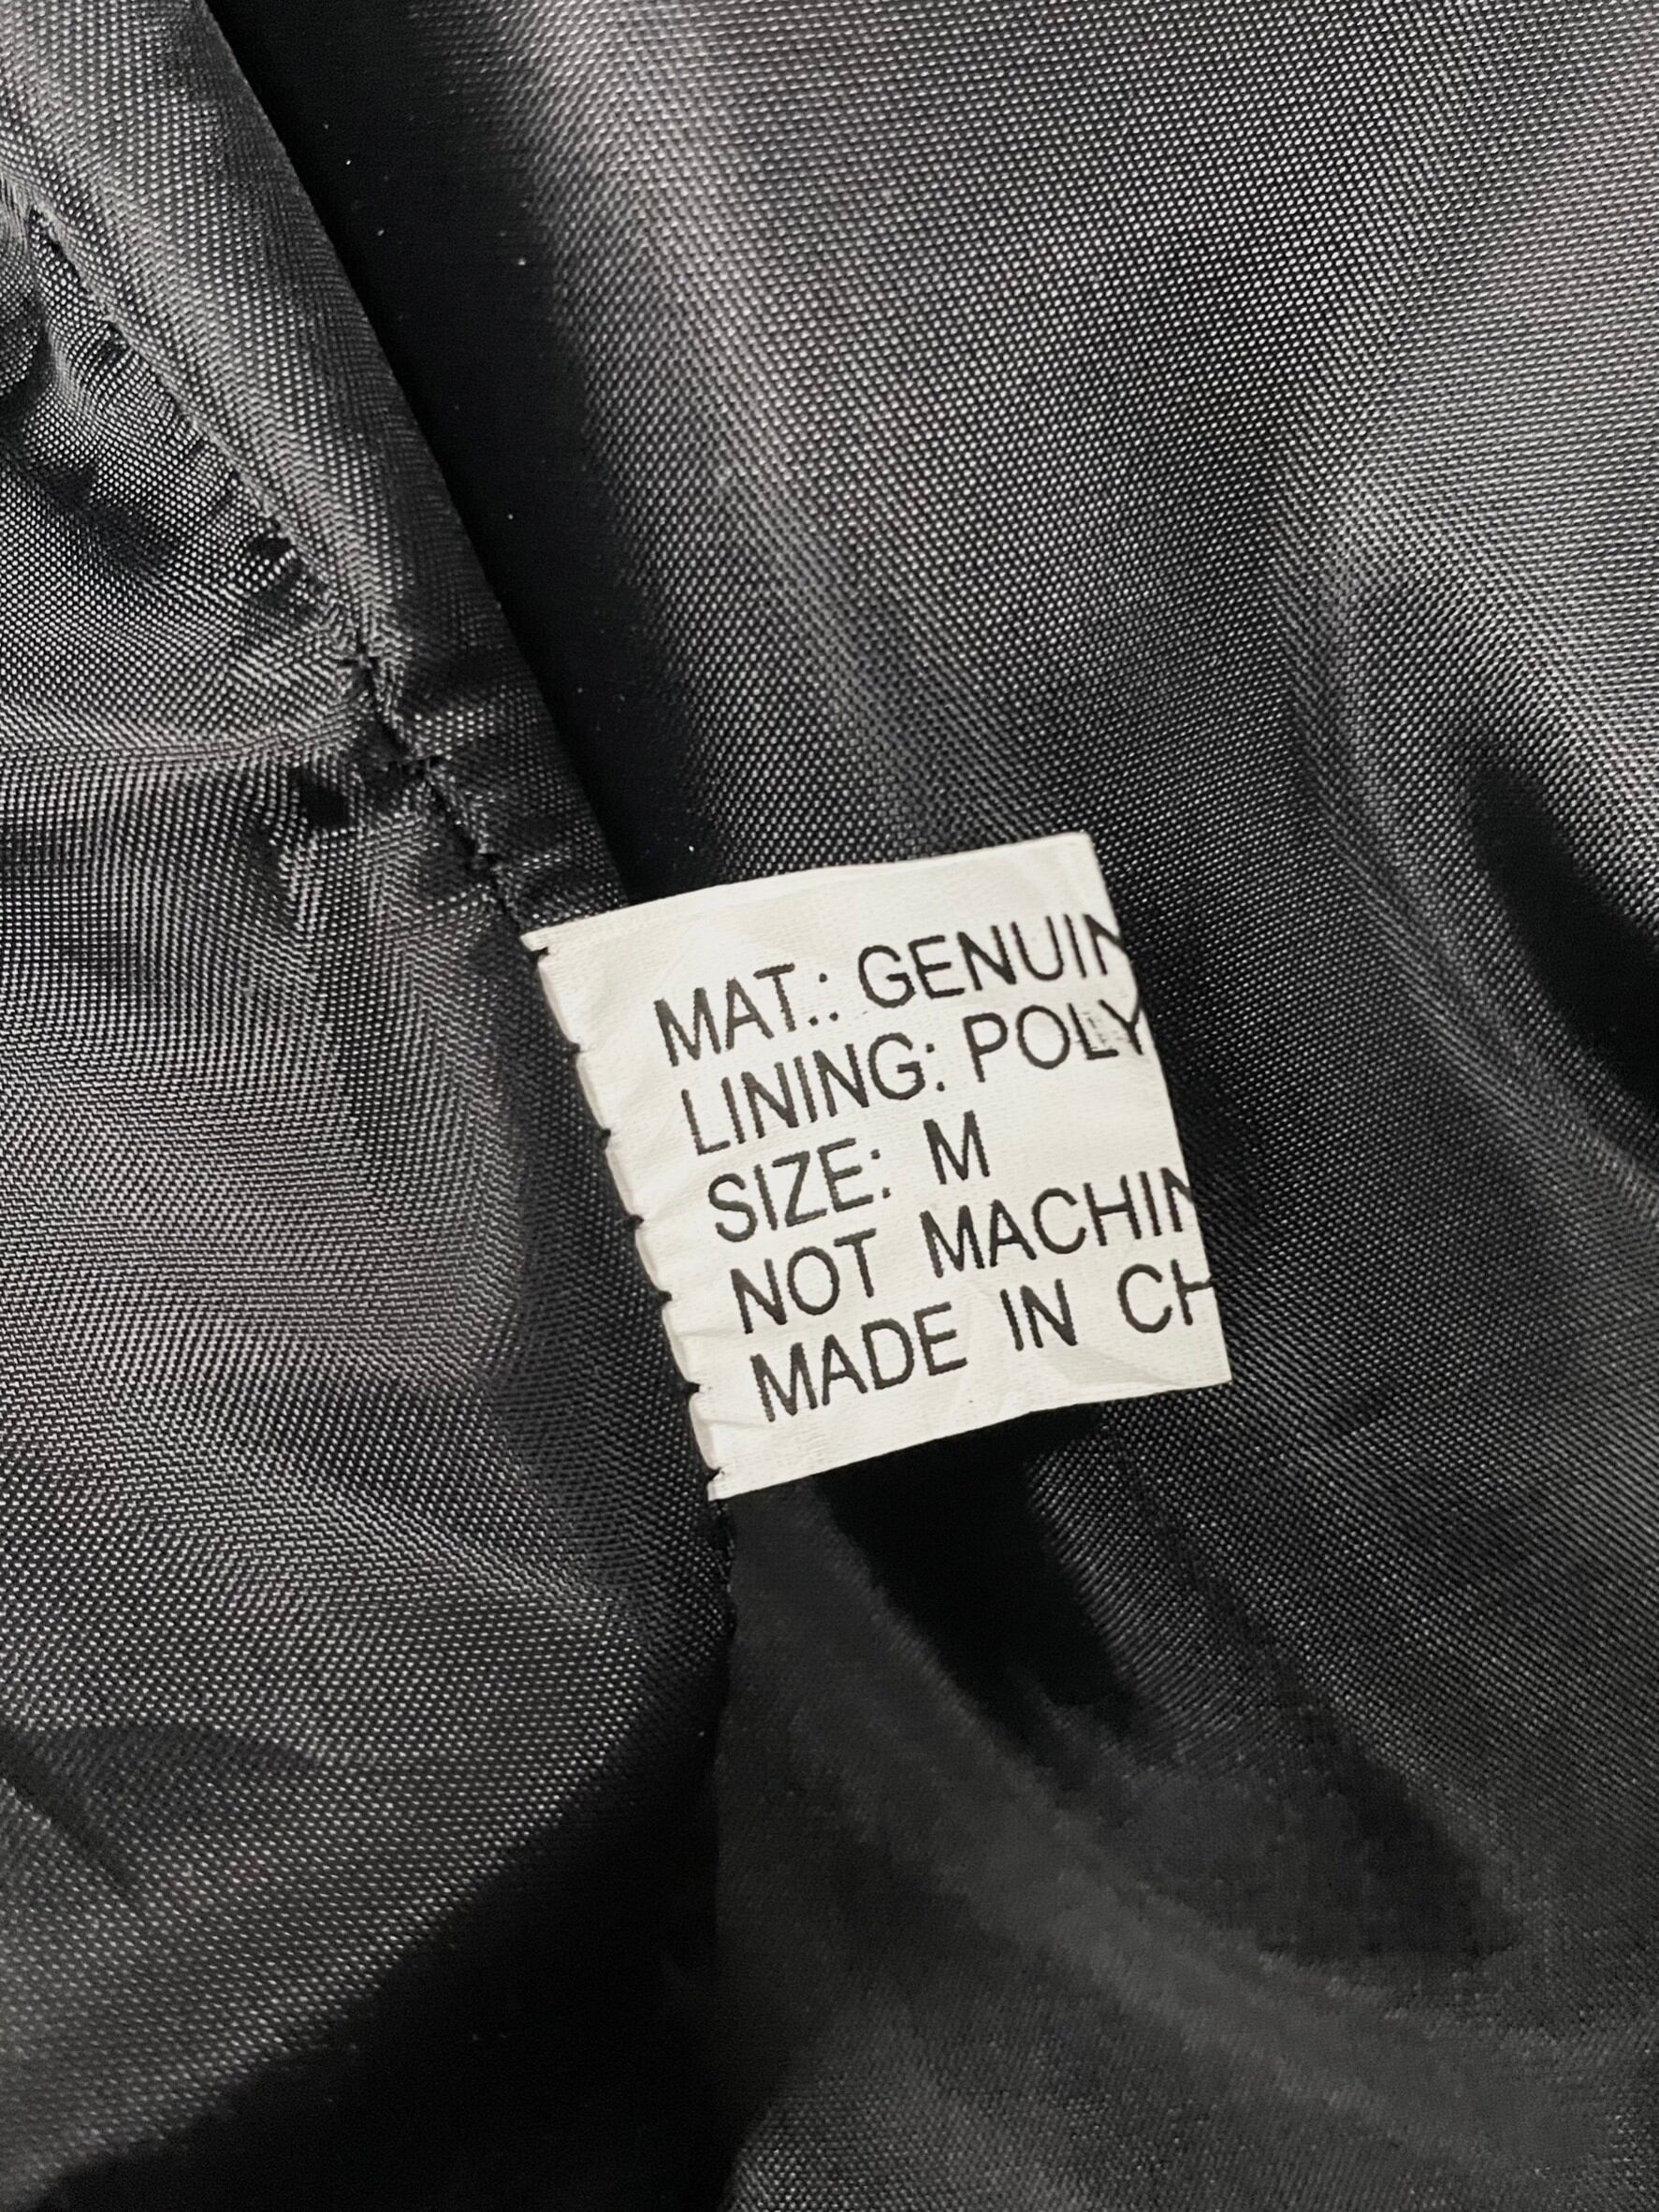 MAT.: GENUIN
LINING: POLY
SIZE: M
NOT MACHIN
MADE IN CH